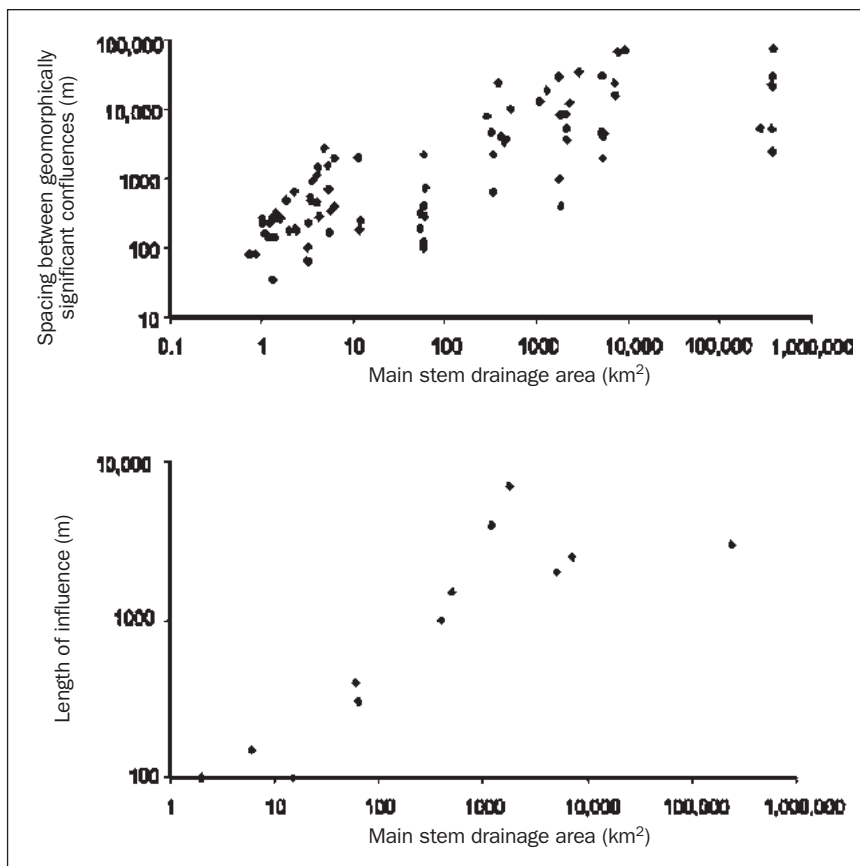 100,000
10,000
1000
100
10
Spacing between geomorphically
significant confluences (m)
0.1 1 10 100 1000 10,000 100,000 1,000,000
Main stem drainage area (km²)
10,000
1000
100
Length of influence (m)
1 10 100 1000 10,000 100,000 1,000,000
Main stem drainage area (km²)